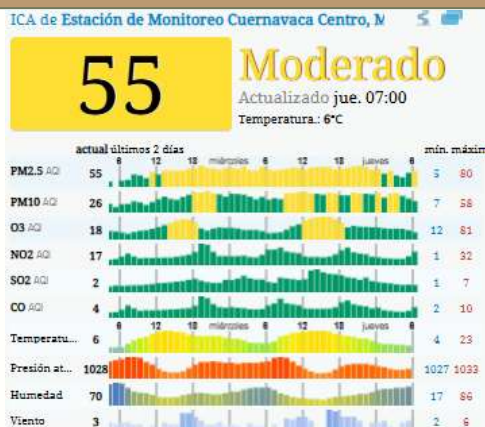 ICA de Estación de Monitoreo Cuernavaca Centro, M
55
Moderado
Actualizado jue. 07:00
Temperatura.: 6°C
actual últimos 2 días mín. máxim
6 12 18 miércoles 6 12 18 jueves 6
PM2.5 AQI 55 5 80
PM10 AQI 26 7 58
O3 AQI 18 12 81
NO2 AQI 17 1 32
SO2 AQI 2 1 7
CO AQI 4 2 10
6 12 18 miércoles 6 12 18 jueves 6
Temperatu... 6 4 23
Presión at... 1028 1027 1033
Humedad 70 17 86
Viento 3 2 6